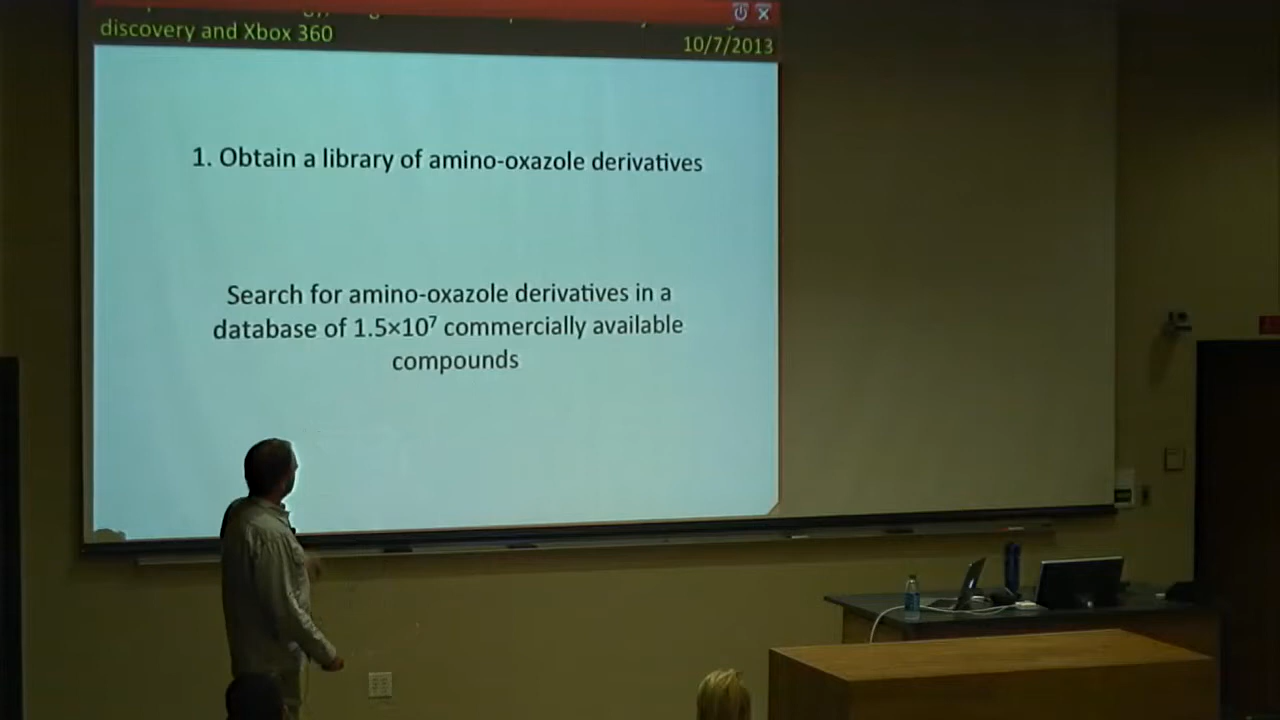 discovery and Xbox 360
10/7/2013
1. Obtain a library of amino-oxazole derivatives
Search for amino-oxazole derivatives in a
database of 1.5×10⁷ commercially available
compounds